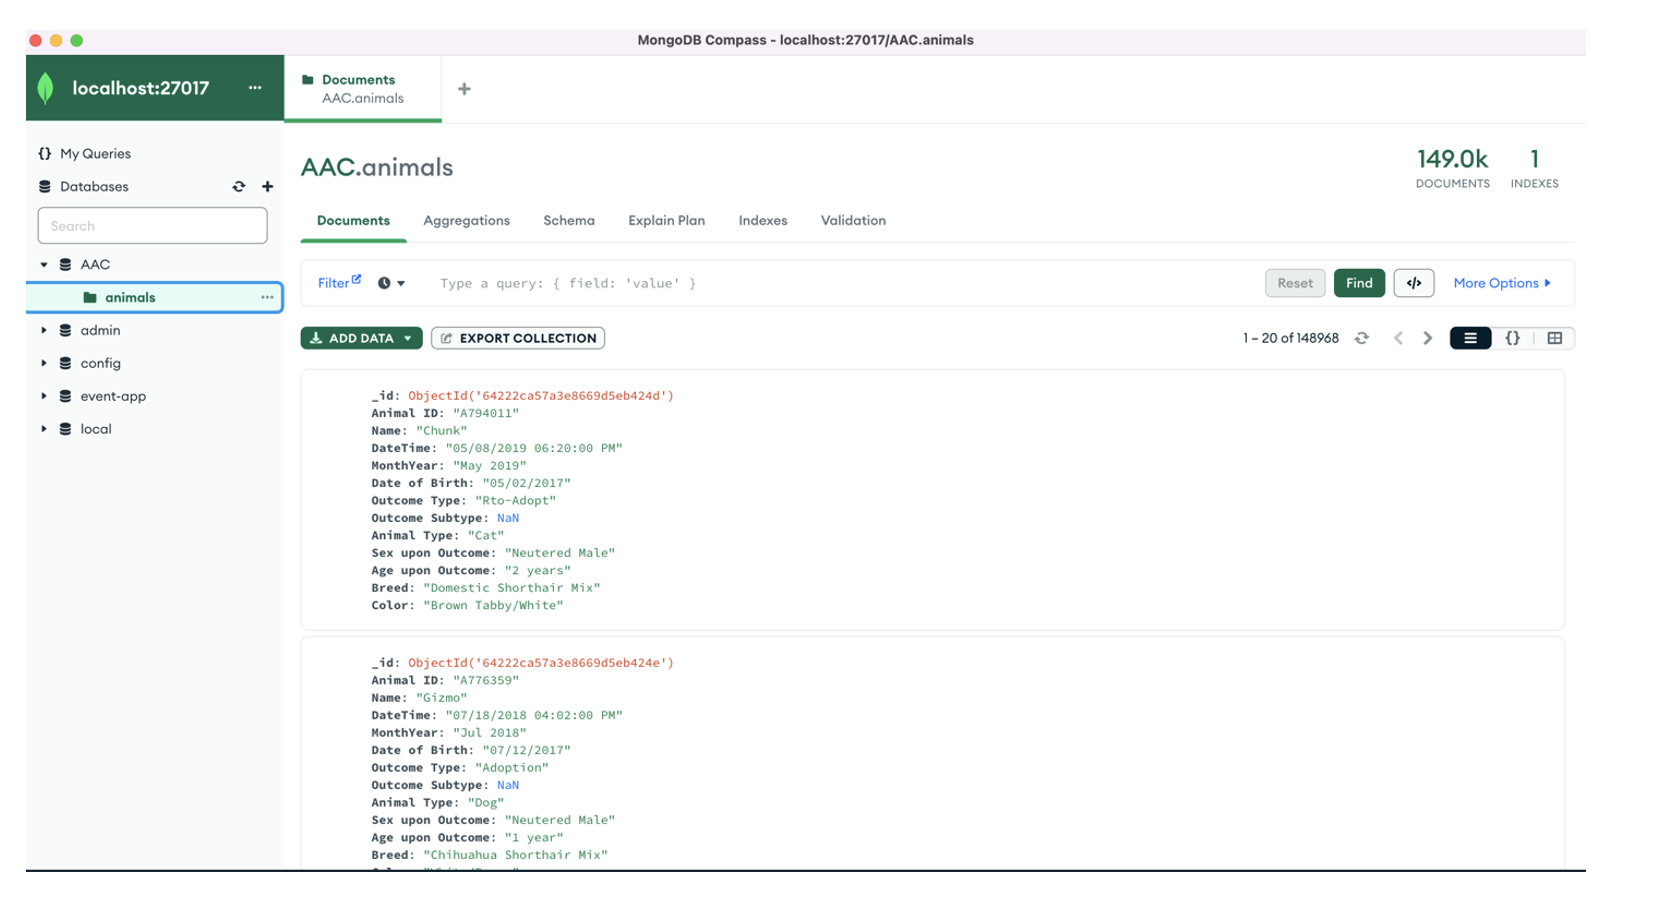 MongoDB Compass - localhost:27017/AAC.animals
localhost:27017 ...
Documents
AAC.animals
+
{} My Queries
Databases
Search
AAC
animals ...
admin
config
event-app
local
AAC.animals
149.0k 1
DOCUMENTS INDEXES
Documents Aggregations Schema Explain Plan Indexes Validation
Filter Type a query: { field: 'value' } Reset Find </> More Options
ADD DATA EXPORT COLLECTION 1 – 20 of 148968 {}
_id: ObjectId('64222ca57a3e8669d5eb424d')
Animal ID: "A794011"
Name: "Chunk"
DateTime: "05/08/2019 06:20:00 PM"
MonthYear: "May 2019"
Date of Birth: "05/02/2017"
Outcome Type: "Rto-Adopt"
Outcome Subtype: NaN
Animal Type: "Cat"
Sex upon Outcome: "Neutered Male"
Age upon Outcome: "2 years"
Breed: "Domestic Shorthair Mix"
Color: "Brown Tabby/White"
_id: ObjectId('64222ca57a3e8669d5eb424e')
Animal ID: "A776359"
Name: "Gizmo"
DateTime: "07/18/2018 04:02:00 PM"
MonthYear: "Jul 2018"
Date of Birth: "07/12/2017"
Outcome Type: "Adoption"
Outcome Subtype: NaN
Animal Type: "Dog"
Sex upon Outcome: "Neutered Male"
Age upon Outcome: "1 year"
Breed: "Chihuahua Shorthair Mix"